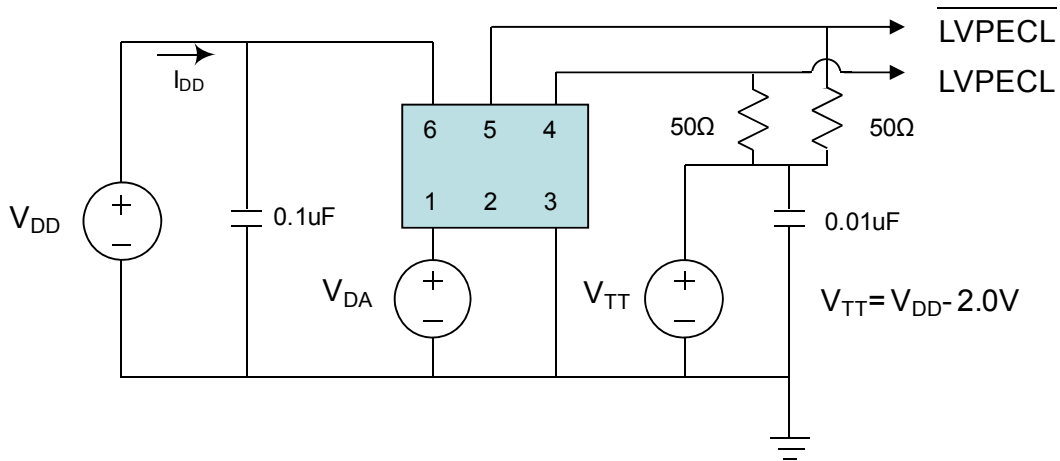 L̅V̅P̅E̅C̅L̅
I_DD
LVPECL
6 5 4
50Ω
50Ω
1 2 3
V_DD
0.1uF
0.01uF
V_DA
V_TT
V_TT= V_DD- 2.0V